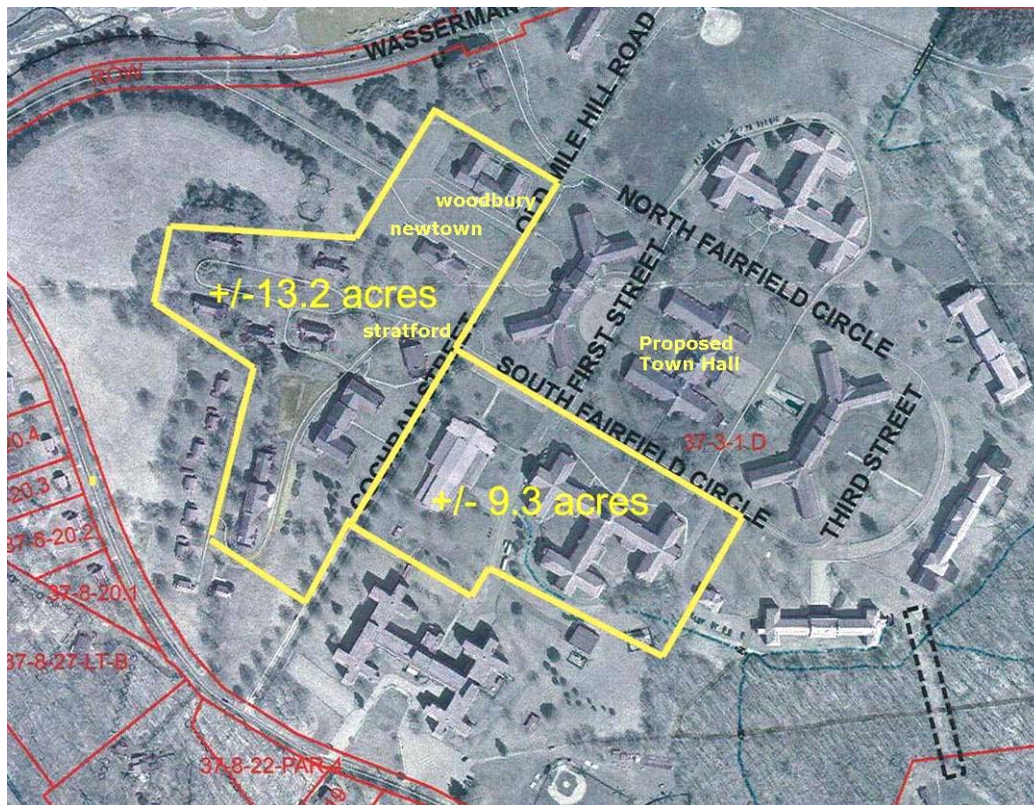 WASSERMAN
ROW
OLD MILE HILL ROAD
woodbury
newtown
NORTH FAIRFIELD CIRCLE
+/-13.2 acres
stratford
FIRST STREET
Proposed
Town Hall
SOUTH FAIRFIELD CIRCLE
COCHRAN STREET
37-3-1.D
THIRD STREET
+/- 9.3 acres
20.4
20.3
37-8-20.2
37-8-20.1
37-8-27-LT-B
37-8-22-PAR-4